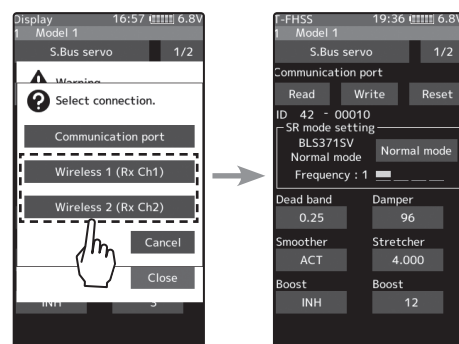 Display 16:57 6.8V
1 Model 1
S.Bus servo 1/2
Warning
Select connection.
Communication port
Wireless 1 (Rx Ch1)
Wireless 2 (Rx Ch2)
Cancel
Close
INH 3
T-FHSS 19:36 6.8V
1 Model 1
S.Bus servo 1/2
Communication port
Read Write Reset
ID 42 - 00010
SR mode setting
BLS371SV
Normal mode
Normal mode
Frequency : 1
Dead band Damper
0.25 96
Smoother Stretcher
ACT 4.000
Boost Boost
INH 12